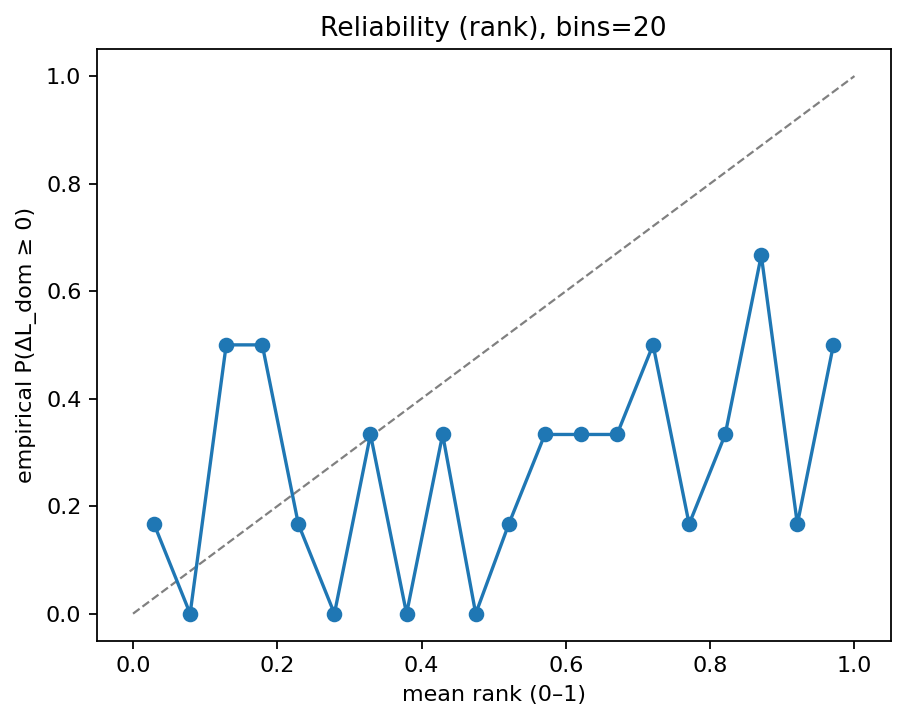 Reliability (rank), bins=20
empirical P(ΔL_dom ≥ 0)
1.0
0.8
0.6
0.4
0.2
0.0
0.0 0.2 0.4 0.6 0.8 1.0
mean rank (0–1)